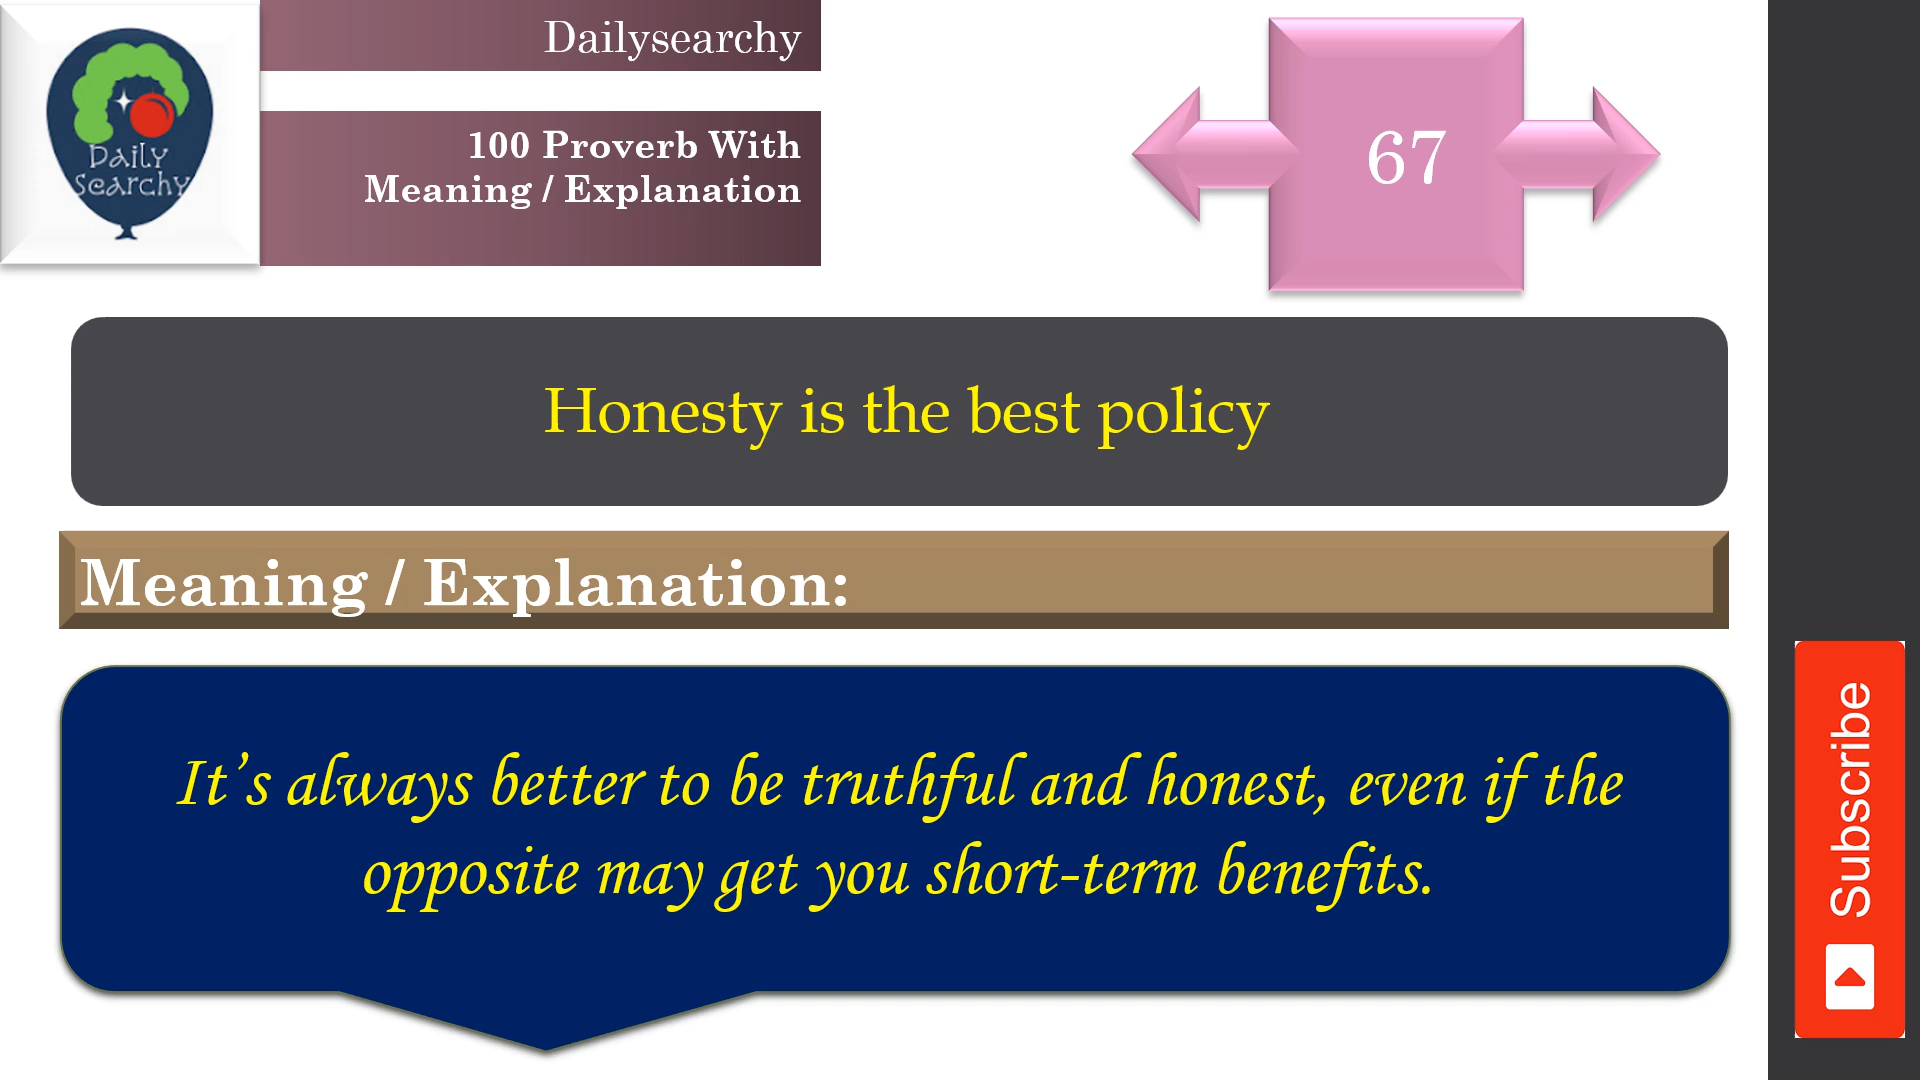 Daily
Searchy
Dailysearchy
100 Proverb With
Meaning / Explanation
67
Honesty is the best policy
Meaning / Explanation:
It’s always better to be truthful and honest, even if the
opposite may get you short-term benefits.
Subscribe